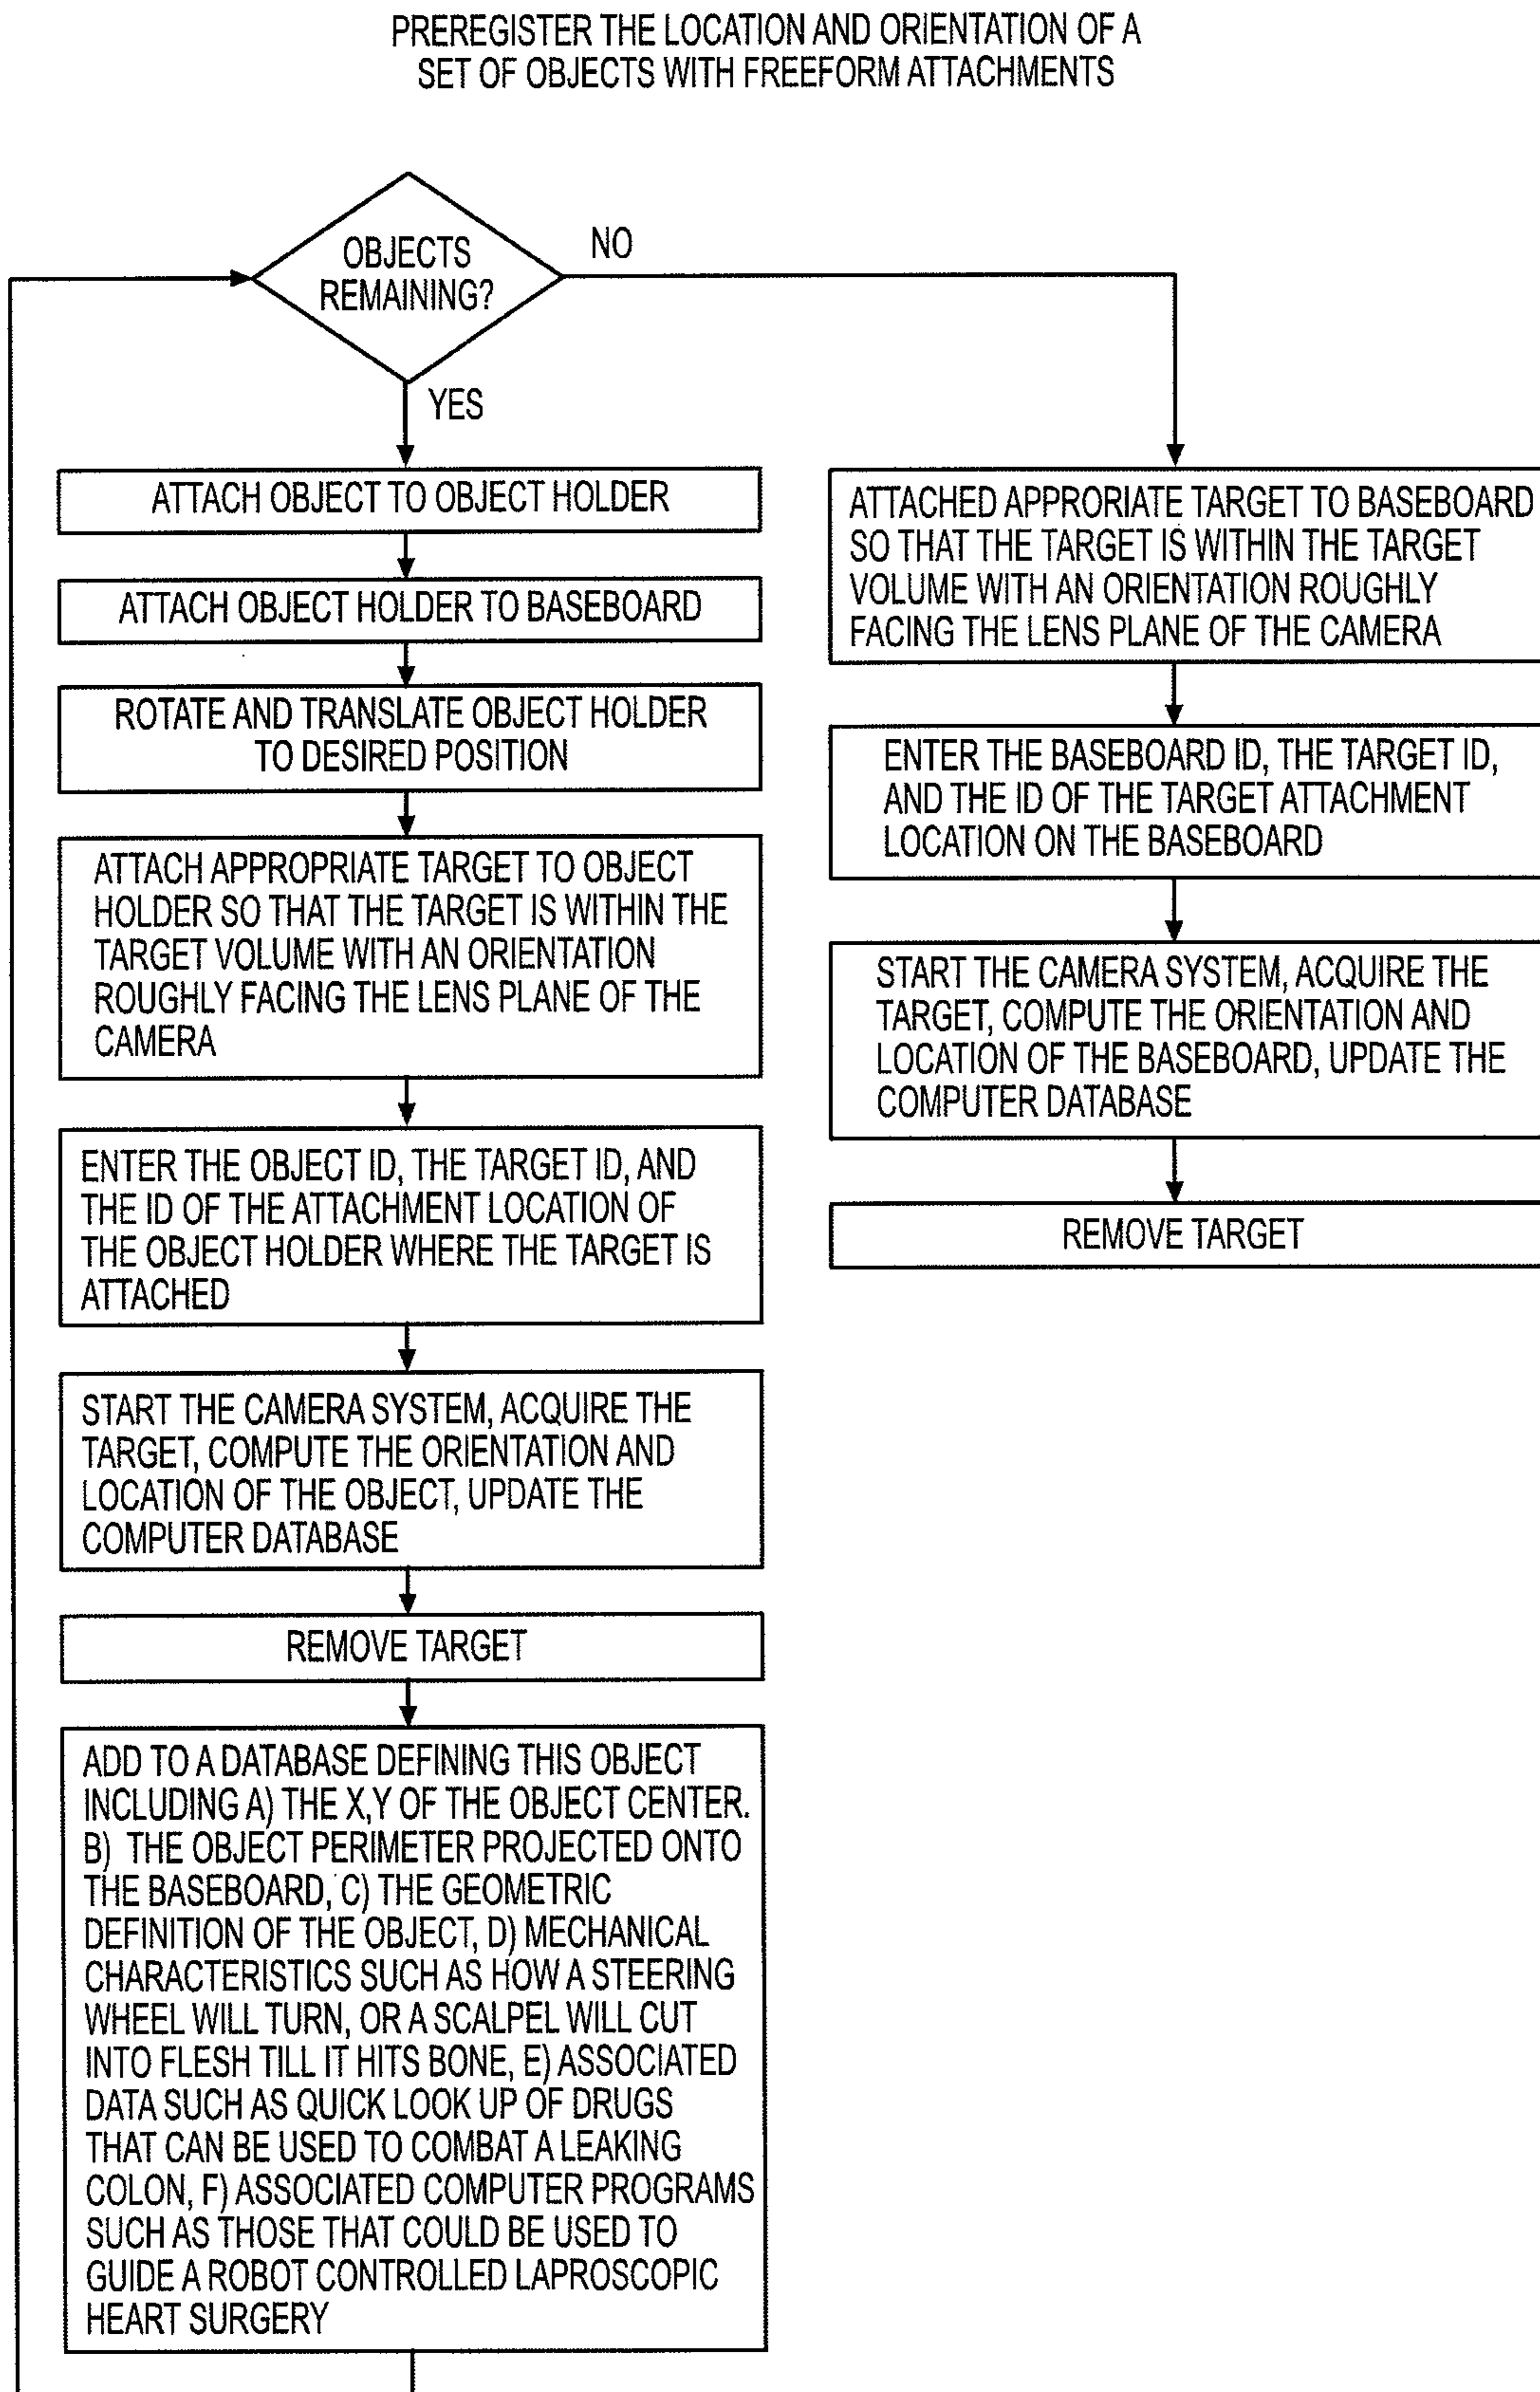 PREREGISTER THE LOCATION AND ORIENTATION OF A
SET OF OBJECTS WITH FREEFORM ATTACHMENTS
OBJECTS
REMAINING?
NO
YES
ATTACH OBJECT TO OBJECT HOLDER
ATTACH OBJECT HOLDER TO BASEBOARD
ROTATE AND TRANSLATE OBJECT HOLDER
TO DESIRED POSITION
ATTACH APPROPRIATE TARGET TO OBJECT
HOLDER SO THAT THE TARGET IS WITHIN THE
TARGET VOLUME WITH AN ORIENTATION
ROUGHLY FACING THE LENS PLANE OF THE
CAMERA
ENTER THE OBJECT ID, THE TARGET ID, AND
THE ID OF THE ATTACHMENT LOCATION OF
THE OBJECT HOLDER WHERE THE TARGET IS
ATTACHED
START THE CAMERA SYSTEM, ACQUIRE THE
TARGET, COMPUTE THE ORIENTATION AND
LOCATION OF THE OBJECT, UPDATE THE
COMPUTER DATABASE
REMOVE TARGET
ADD TO A DATABASE DEFINING THIS OBJECT
INCLUDING A) THE X,Y OF THE OBJECT CENTER.
B) THE OBJECT PERIMETER PROJECTED ONTO
THE BASEBOARD, C) THE GEOMETRIC
DEFINITION OF THE OBJECT, D) MECHANICAL
CHARACTERISTICS SUCH AS HOW A STEERING
WHEEL WILL TURN, OR A SCALPEL WILL CUT
INTO FLESH TILL IT HITS BONE, E) ASSOCIATED
DATA SUCH AS QUICK LOOK UP OF DRUGS
THAT CAN BE USED TO COMBAT A LEAKING
COLON, F) ASSOCIATED COMPUTER PROGRAMS
SUCH AS THOSE THAT COULD BE USED TO
GUIDE A ROBOT CONTROLLED LAPROSCOPIC
HEART SURGERY
ATTACHED APPRORIATE TARGET TO BASEBOARD
SO THAT THE TARGET IS WITHIN THE TARGET
VOLUME WITH AN ORIENTATION ROUGHLY
FACING THE LENS PLANE OF THE CAMERA
ENTER THE BASEBOARD ID, THE TARGET ID,
AND THE ID OF THE TARGET ATTACHMENT
LOCATION ON THE BASEBOARD
START THE CAMERA SYSTEM, ACQUIRE THE
TARGET, COMPUTE THE ORIENTATION AND
LOCATION OF THE BASEBOARD, UPDATE THE
COMPUTER DATABASE
REMOVE TARGET